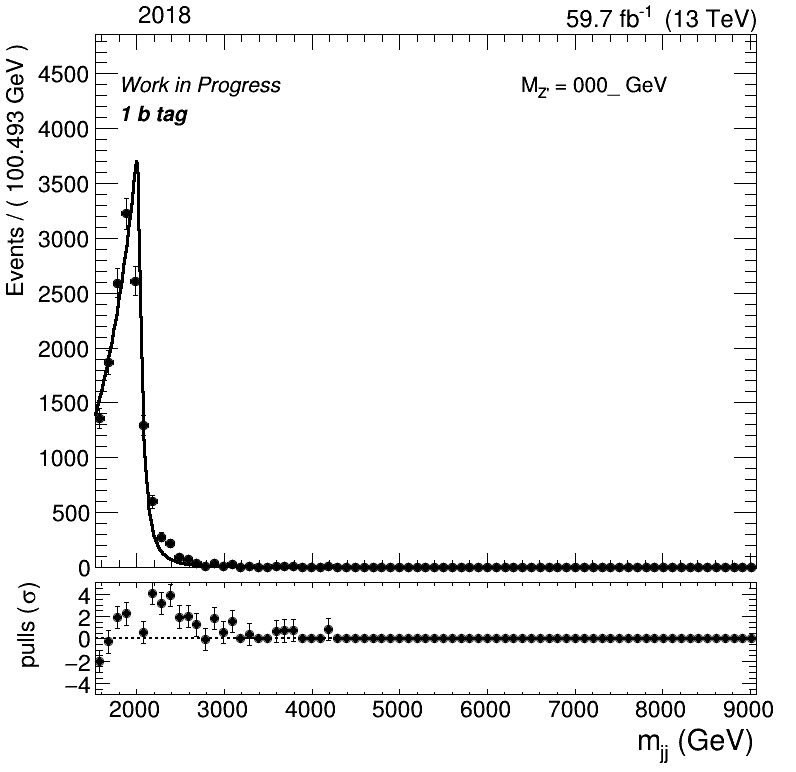 2018 59.7 fb⁻¹ (13 TeV)
Events / ( 100.493 GeV )
4500
4000
3500
3000
2500
2000
1500
1000
500
0
Work in Progress
1 b tag
M_Z' = 000_ GeV
pulls (σ)
4
2
0
−2
−4
2000 3000 4000 5000 6000 7000 8000 9000
m_jj (GeV)